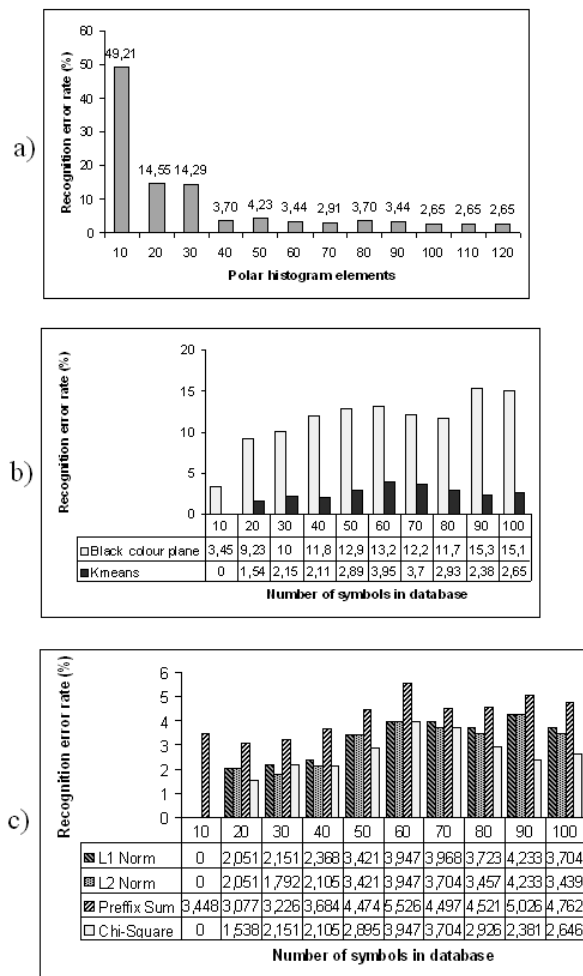 a)
Recognition error rate (%)
60
50
40
30
20
10
0
49,21
14,55
14,29
3,70
4,23
3,44
2,91
3,70
3,44
2,65
2,65
2,65
10 20 30 40 50 60 70 80 90 100 110 120
Polar histogram elements
b)
Recognition error rate (%)
20
15
10
5
0
10 20 30 40 50 60 70 80 90 100
Black colour plane 3,45 9,23 10 11,8 12,9 13,2 12,2 11,7 15,3 15,1
Kmeans 0 1,54 2,15 2,11 2,89 3,95 3,7 2,93 2,38 2,65
Number of symbols in database
c)
Recognition error rate (%)
6
5
4
3
2
1
0
10 20 30 40 50 60 70 80 90 100
L1 Norm 0 2,051 2,151 2,368 3,421 3,947 3,968 3,723 4,233 3,704
L2 Norm 0 2,051 1,792 2,105 3,421 3,947 3,704 3,457 4,233 3,439
Preffix Sum 3,448 3,077 3,226 3,684 4,474 5,526 4,497 4,521 5,026 4,762
Chi-Square 0 1,538 2,151 2,105 2,895 3,947 3,704 2,926 2,381 2,646
Number of symbols in database